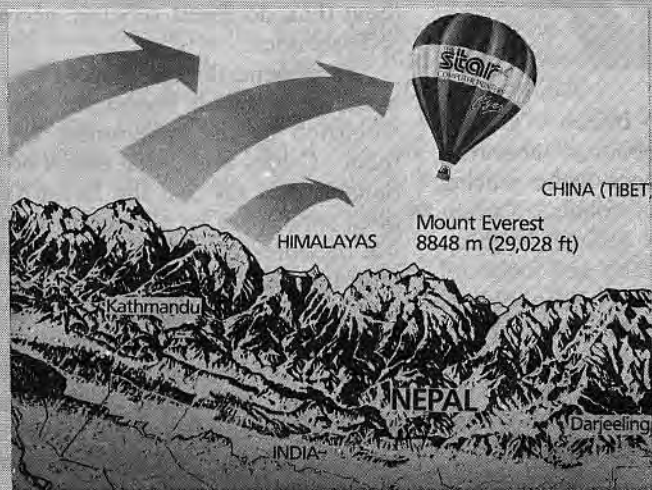 star
COMPUTER PRINTERS
CHINA (TIBET)
Mount Everest
8848 m (29,028 ft)
HIMALAYAS
Kathmandu
NEPAL
Darjeeling
INDIA